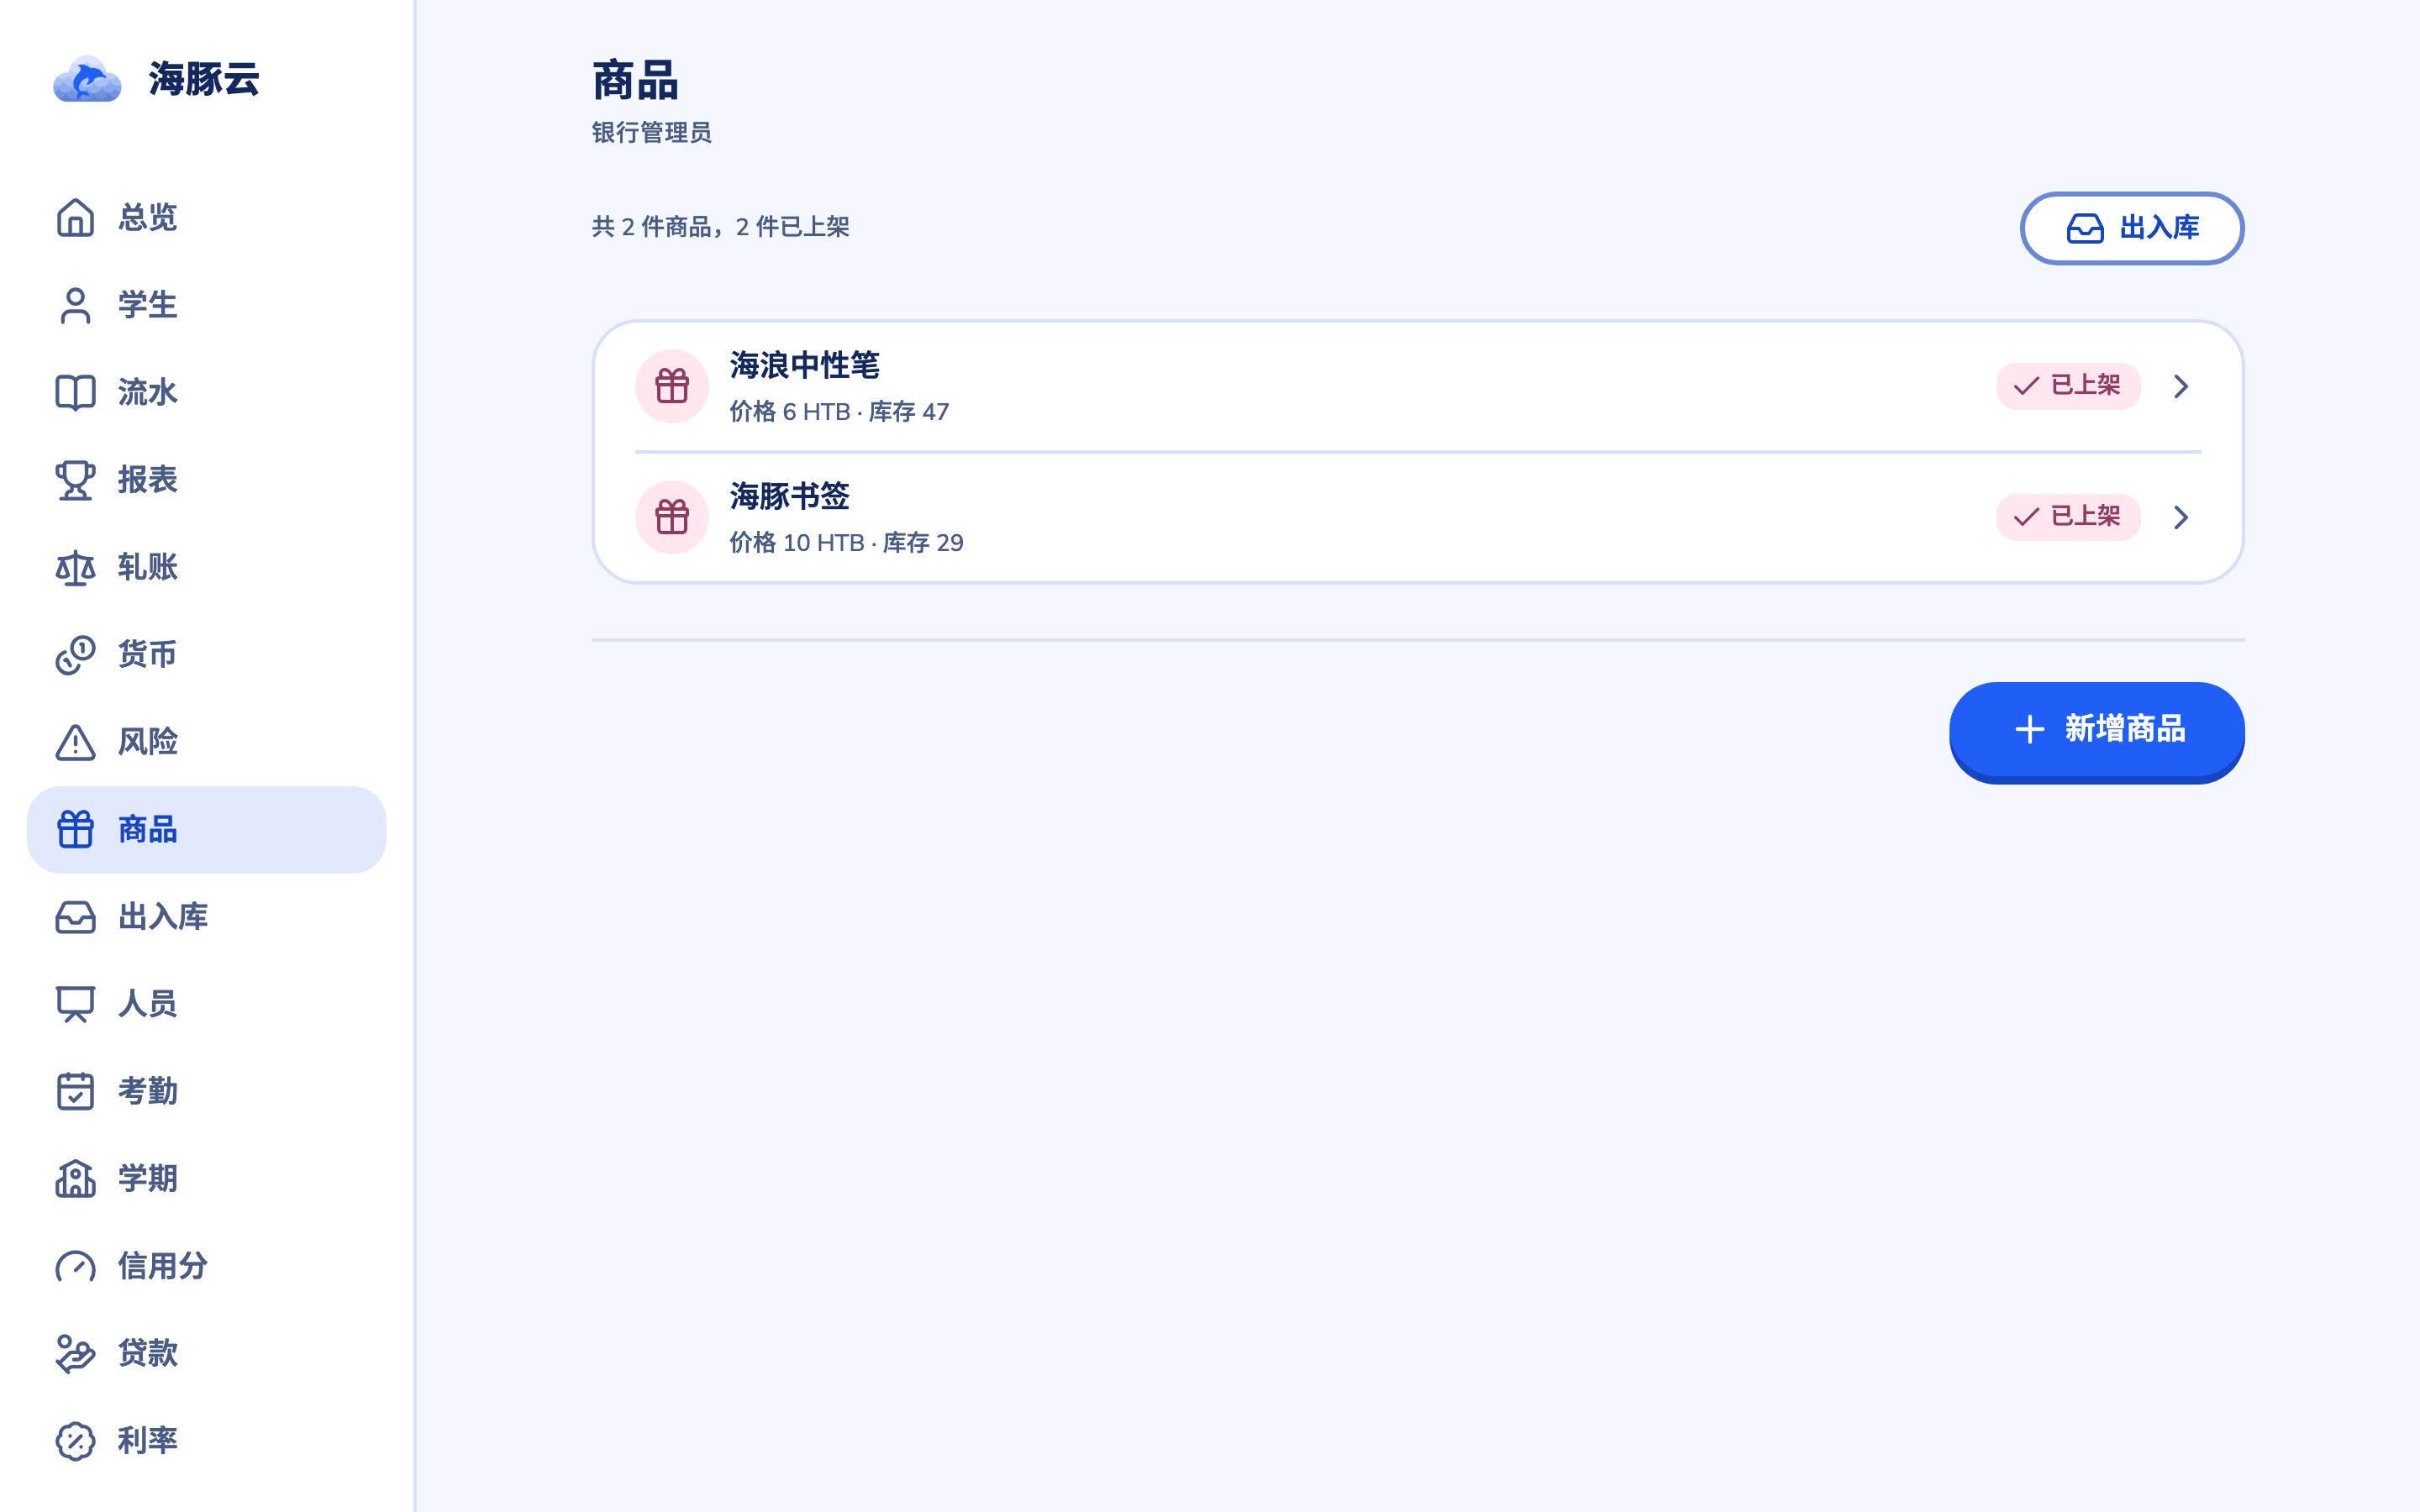 海豚云
总览
学生
流水
报表
轧账
货币
风险
商品
出入库
人员
考勤
学期
信用分
贷款
利率
商品
银行管理员
共 2 件商品，2 件已上架
出入库
海浪中性笔
价格 6 HTB · 库存 47
已上架
海豚书签
价格 10 HTB · 库存 29
已上架
新增商品